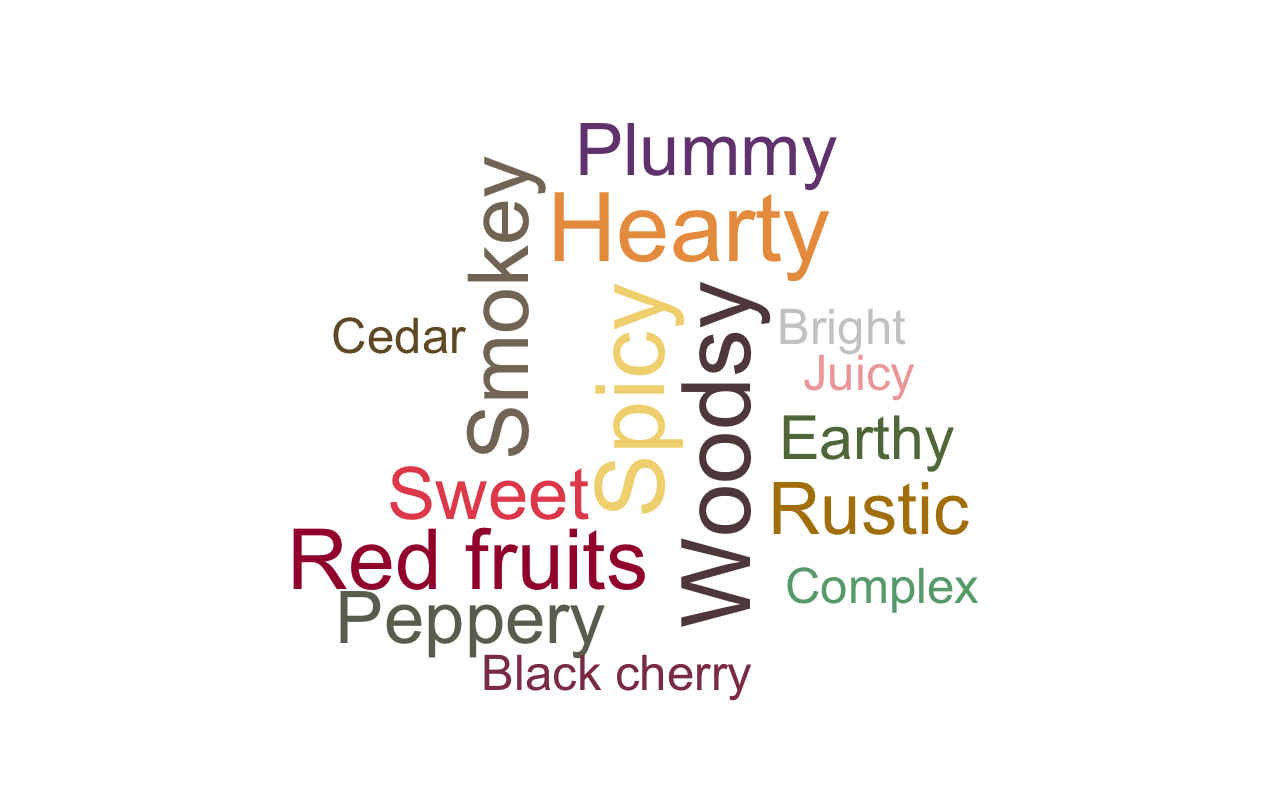 Plummy
Hearty
Smokey
Spicy
Woodsy
Cedar
Bright
Juicy
Earthy
Sweet
Rustic
Red fruits
Complex
Peppery
Black cherry